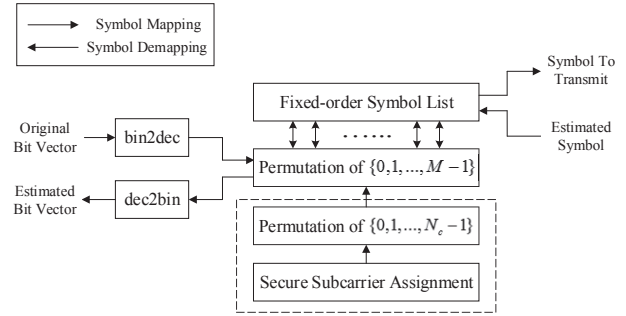 Symbol Mapping
Symbol Demapping
Symbol To
Transmit
Fixed-order Symbol List
Original
Bit Vector
bin2dec
......
Estimated
Symbol
Permutation of {0,1,...,M−1}
Estimated
Bit Vector
dec2bin
Permutation of {0,1,...,N_c−1}
Secure Subcarrier Assignment